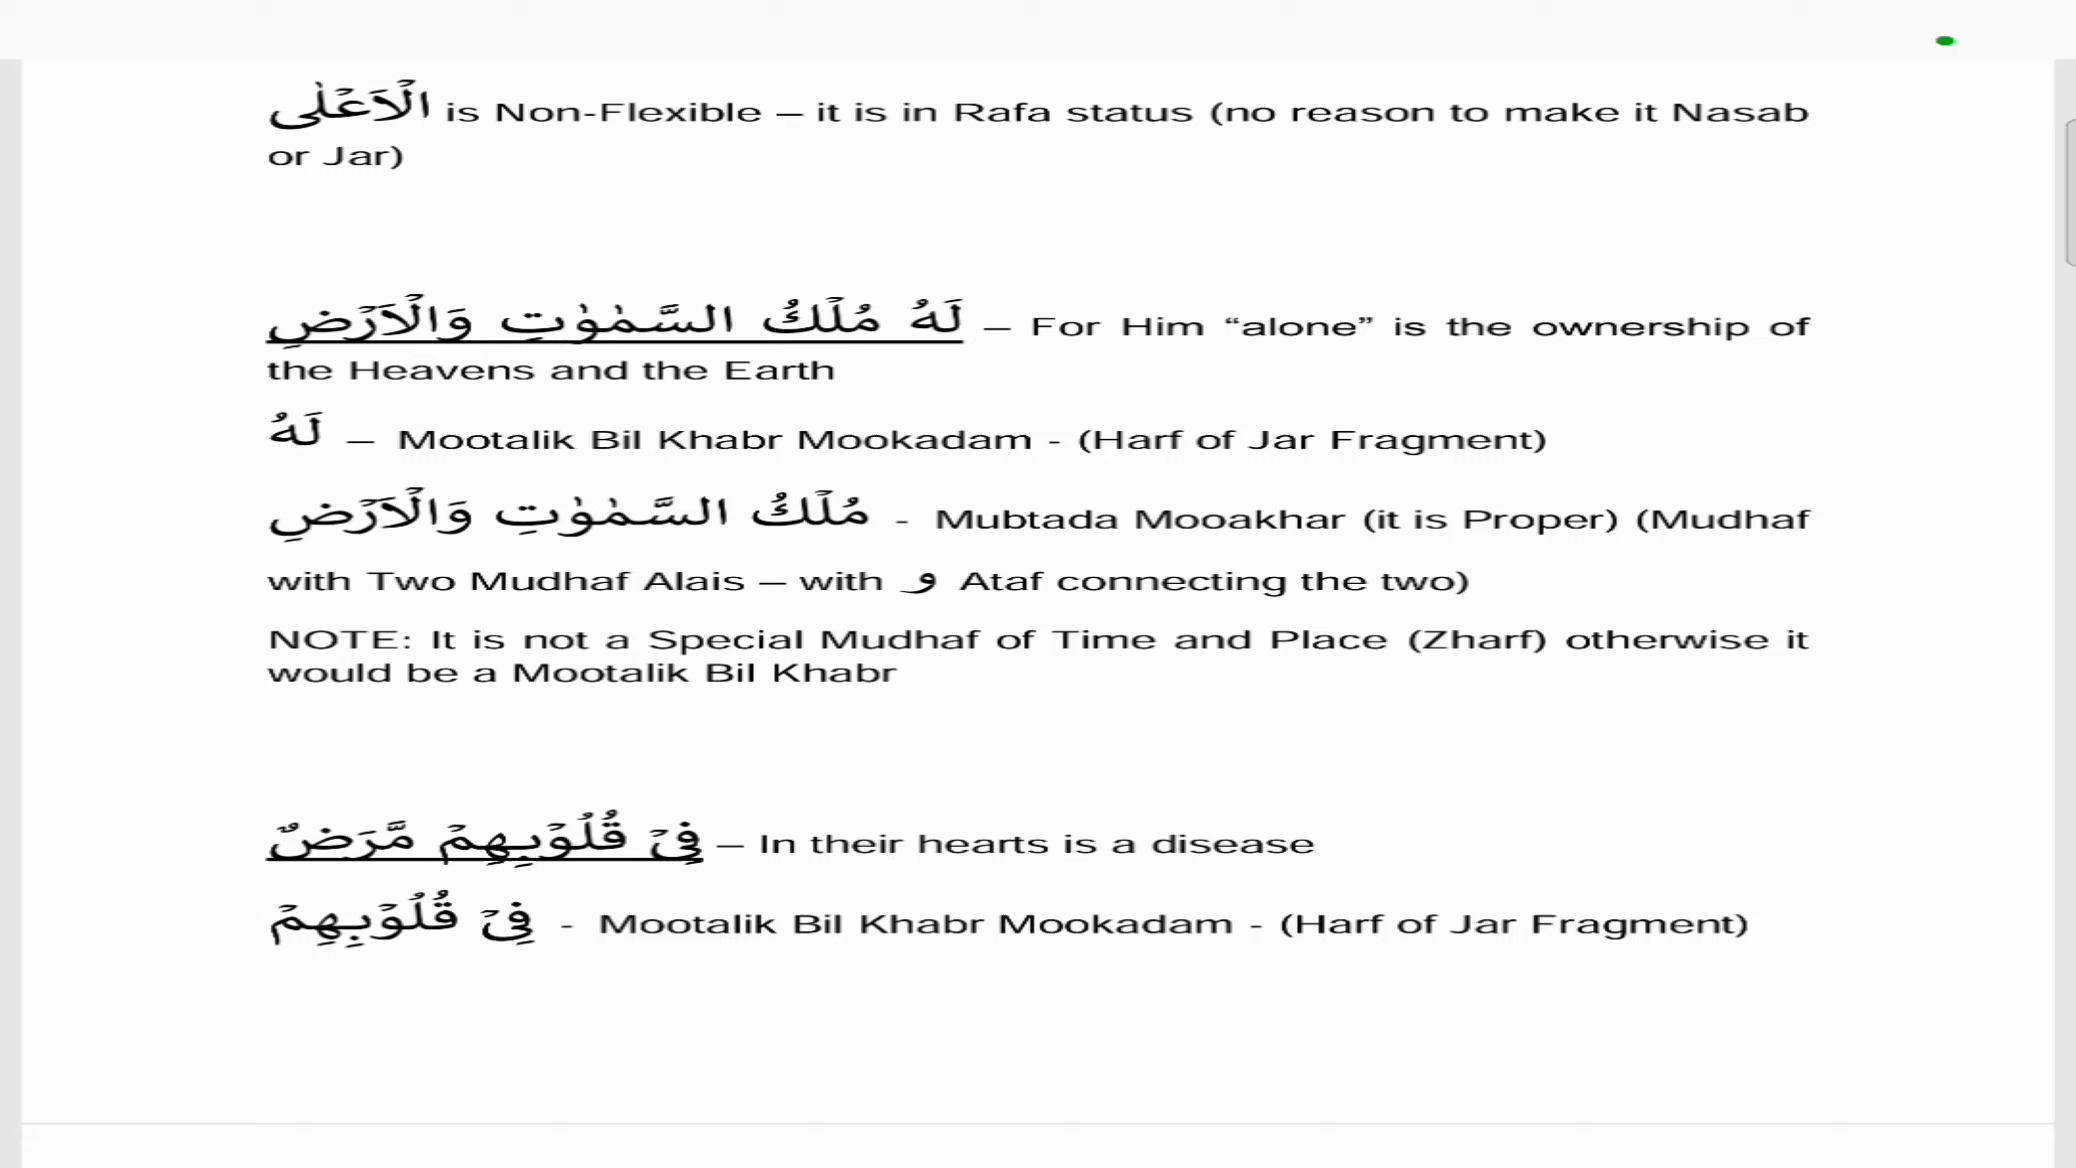 الۡاَعۡلٰى is Non-Flexible – it is in Rafa status (no reason to make it Nasab
or Jar)
لَهُ مُلۡكُ السَّمٰوٰتِ وَالۡاَرۡضِ – For Him “alone” is the ownership of
the Heavens and the Earth
لَهُ – Mootalik Bil Khabr Mookadam - (Harf of Jar Fragment)
مُلۡكُ السَّمٰوٰتِ وَالۡاَرۡضِ - Mubtada Mooakhar (it is Proper) (Mudhaf
with Two Mudhaf Alais – with و Ataf connecting the two)
NOTE: It is not a Special Mudhaf of Time and Place (Zharf) otherwise it
would be a Mootalik Bil Khabr
فِىۡ قُلُوۡبِهِمۡ مَّرَضٌ – In their hearts is a disease
فِىۡ قُلُوۡبِهِمۡ - Mootalik Bil Khabr Mookadam - (Harf of Jar Fragment)